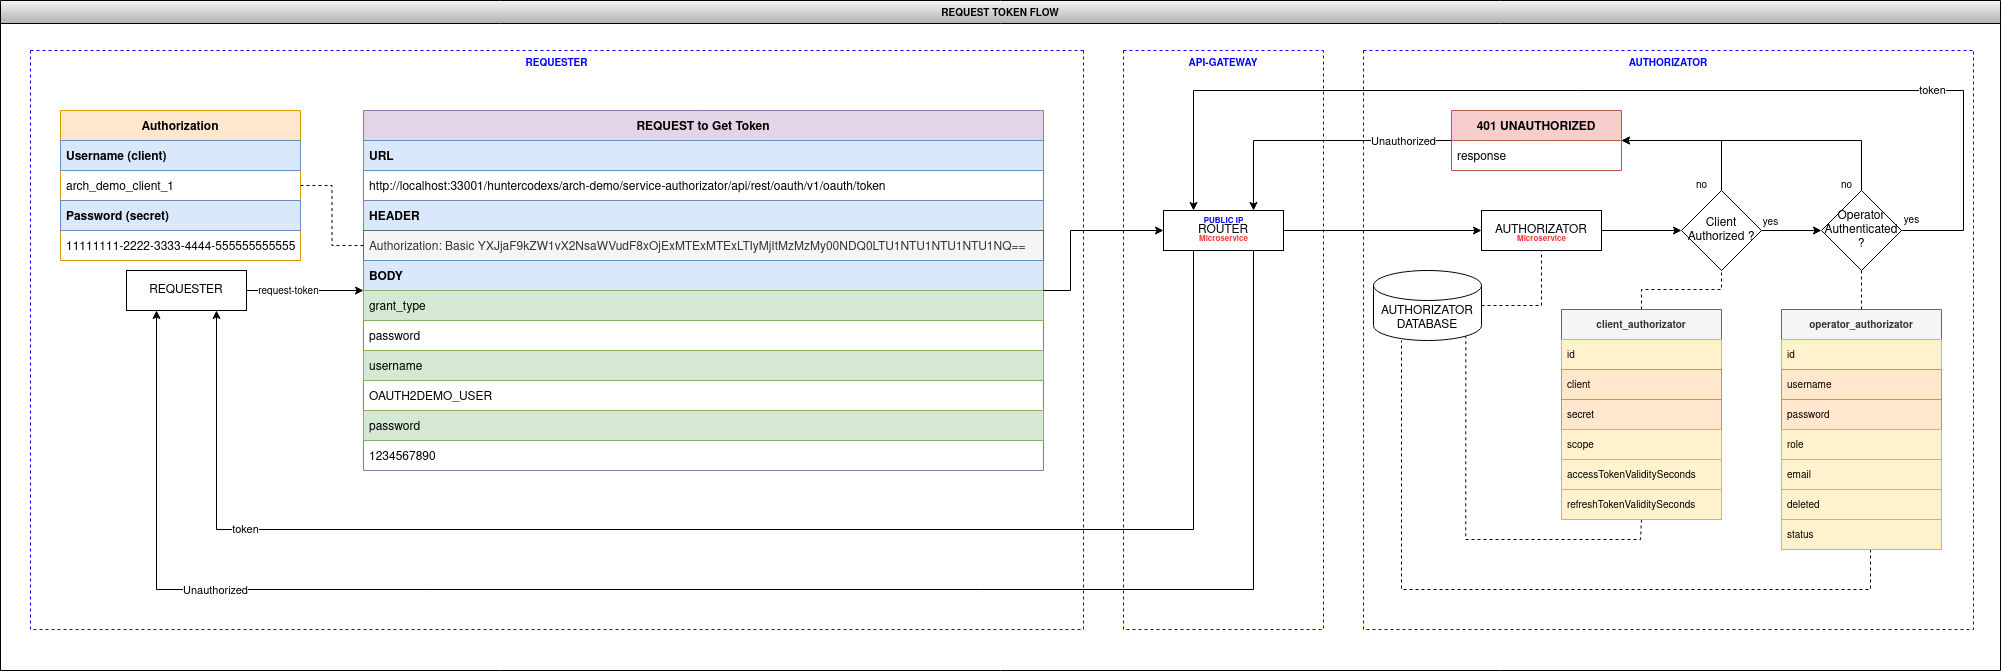 REQUEST TOKEN FLOW
REQUESTER
Authorization
Username (client)
arch_demo_client_1
Password (secret)
11111111-2222-3333-4444-555555555555
REQUESTER
request-token
REQUEST to Get Token
URL
http://localhost:33001/huntercodexs/arch-demo/service-authorizator/api/rest/oauth/v1/oauth/token
HEADER
Authorization: Basic YXJjaF9kZW1vX2NsaWVudF8xOjExMTExMTExLTIyMjItMzMzMy00NDQ0LTU1NTU1NTU1NTU1NQ==
BODY
grant_type
password
username
OAUTH2DEMO_USER
password
1234567890
token
Unauthorized
API-GATEWAY
PUBLIC IP
ROUTER
Microservice
AUTHORIZATOR
token
401 UNAUTHORIZED
response
Unauthorized
AUTHORIZATOR
Microservice
no
Client
Authorized ?
yes
no
Operator
Authenticated
?
yes
AUTHORIZATOR
DATABASE
client_authorizator
id
client
secret
scope
accessTokenValiditySeconds
refreshTokenValiditySeconds
operator_authorizator
id
username
password
role
email
deleted
status